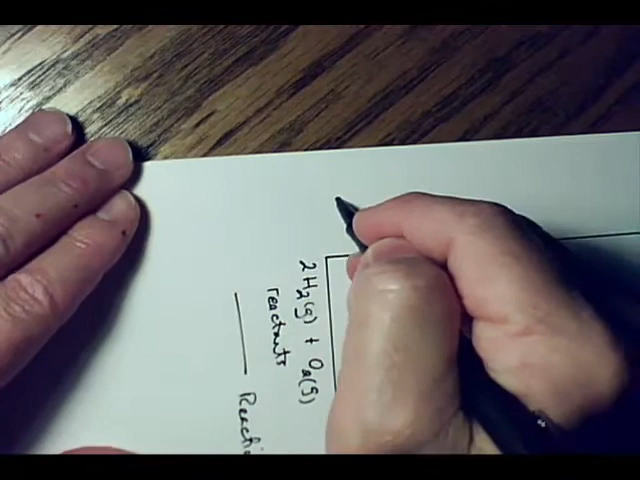 2H₂(g) + O₂(g)
reactants